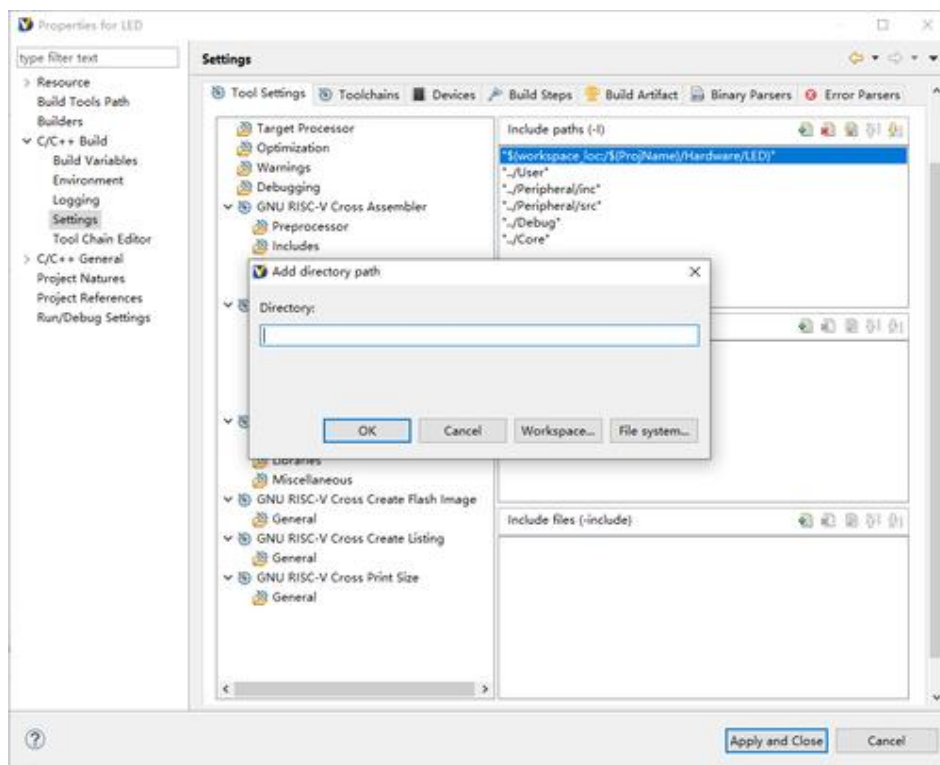 Properties for LED
type filter text
Resource
Build Tools Path
Builders
C/C++ Build
Build Variables
Environment
Logging
Settings
Tool Chain Editor
C/C++ General
Project Natures
Project References
Run/Debug Settings
Settings
Tool Settings Toolchains Devices Build Steps Build Artifact Binary Parsers Error Parsers
Target Processor
Optimization
Warnings
Debugging
GNU RISC-V Cross Assembler
Preprocessor
Includes
Include paths (-I)
"${workspace_loc:/${ProjName}/Hardware/LED}"
"../User"
"../Peripheral/inc"
"../Peripheral/src"
"../Debug"
"../Core"
Add directory path
Directory:
OK Cancel Workspace... File system...
Libraries
Miscellaneous
GNU RISC-V Cross Create Flash Image
General
GNU RISC-V Cross Create Listing
General
GNU RISC-V Cross Print Size
General
Include files (-include)
Apply and Close Cancel